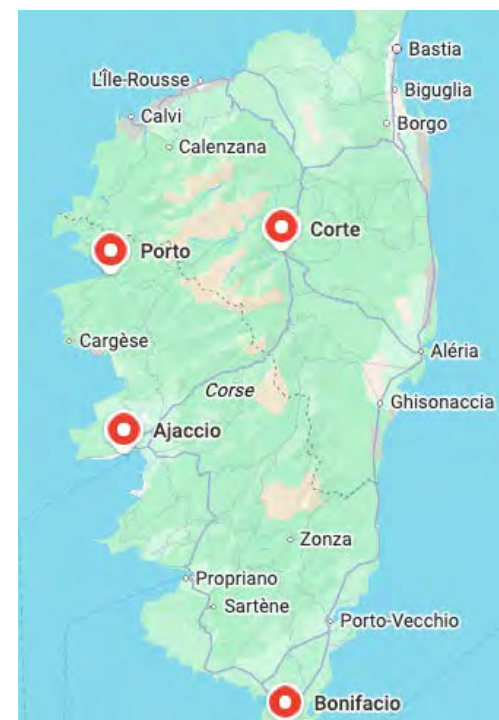 Bastia
L'Île-Rousse
Biguglia
Calvi
Borgo
Calenzana
Corte
Porto
Cargèse
Aléria
Corse
Ghisonaccia
Ajaccio
Zonza
Propriano
Sartène
Porto-Vecchio
Bonifacio